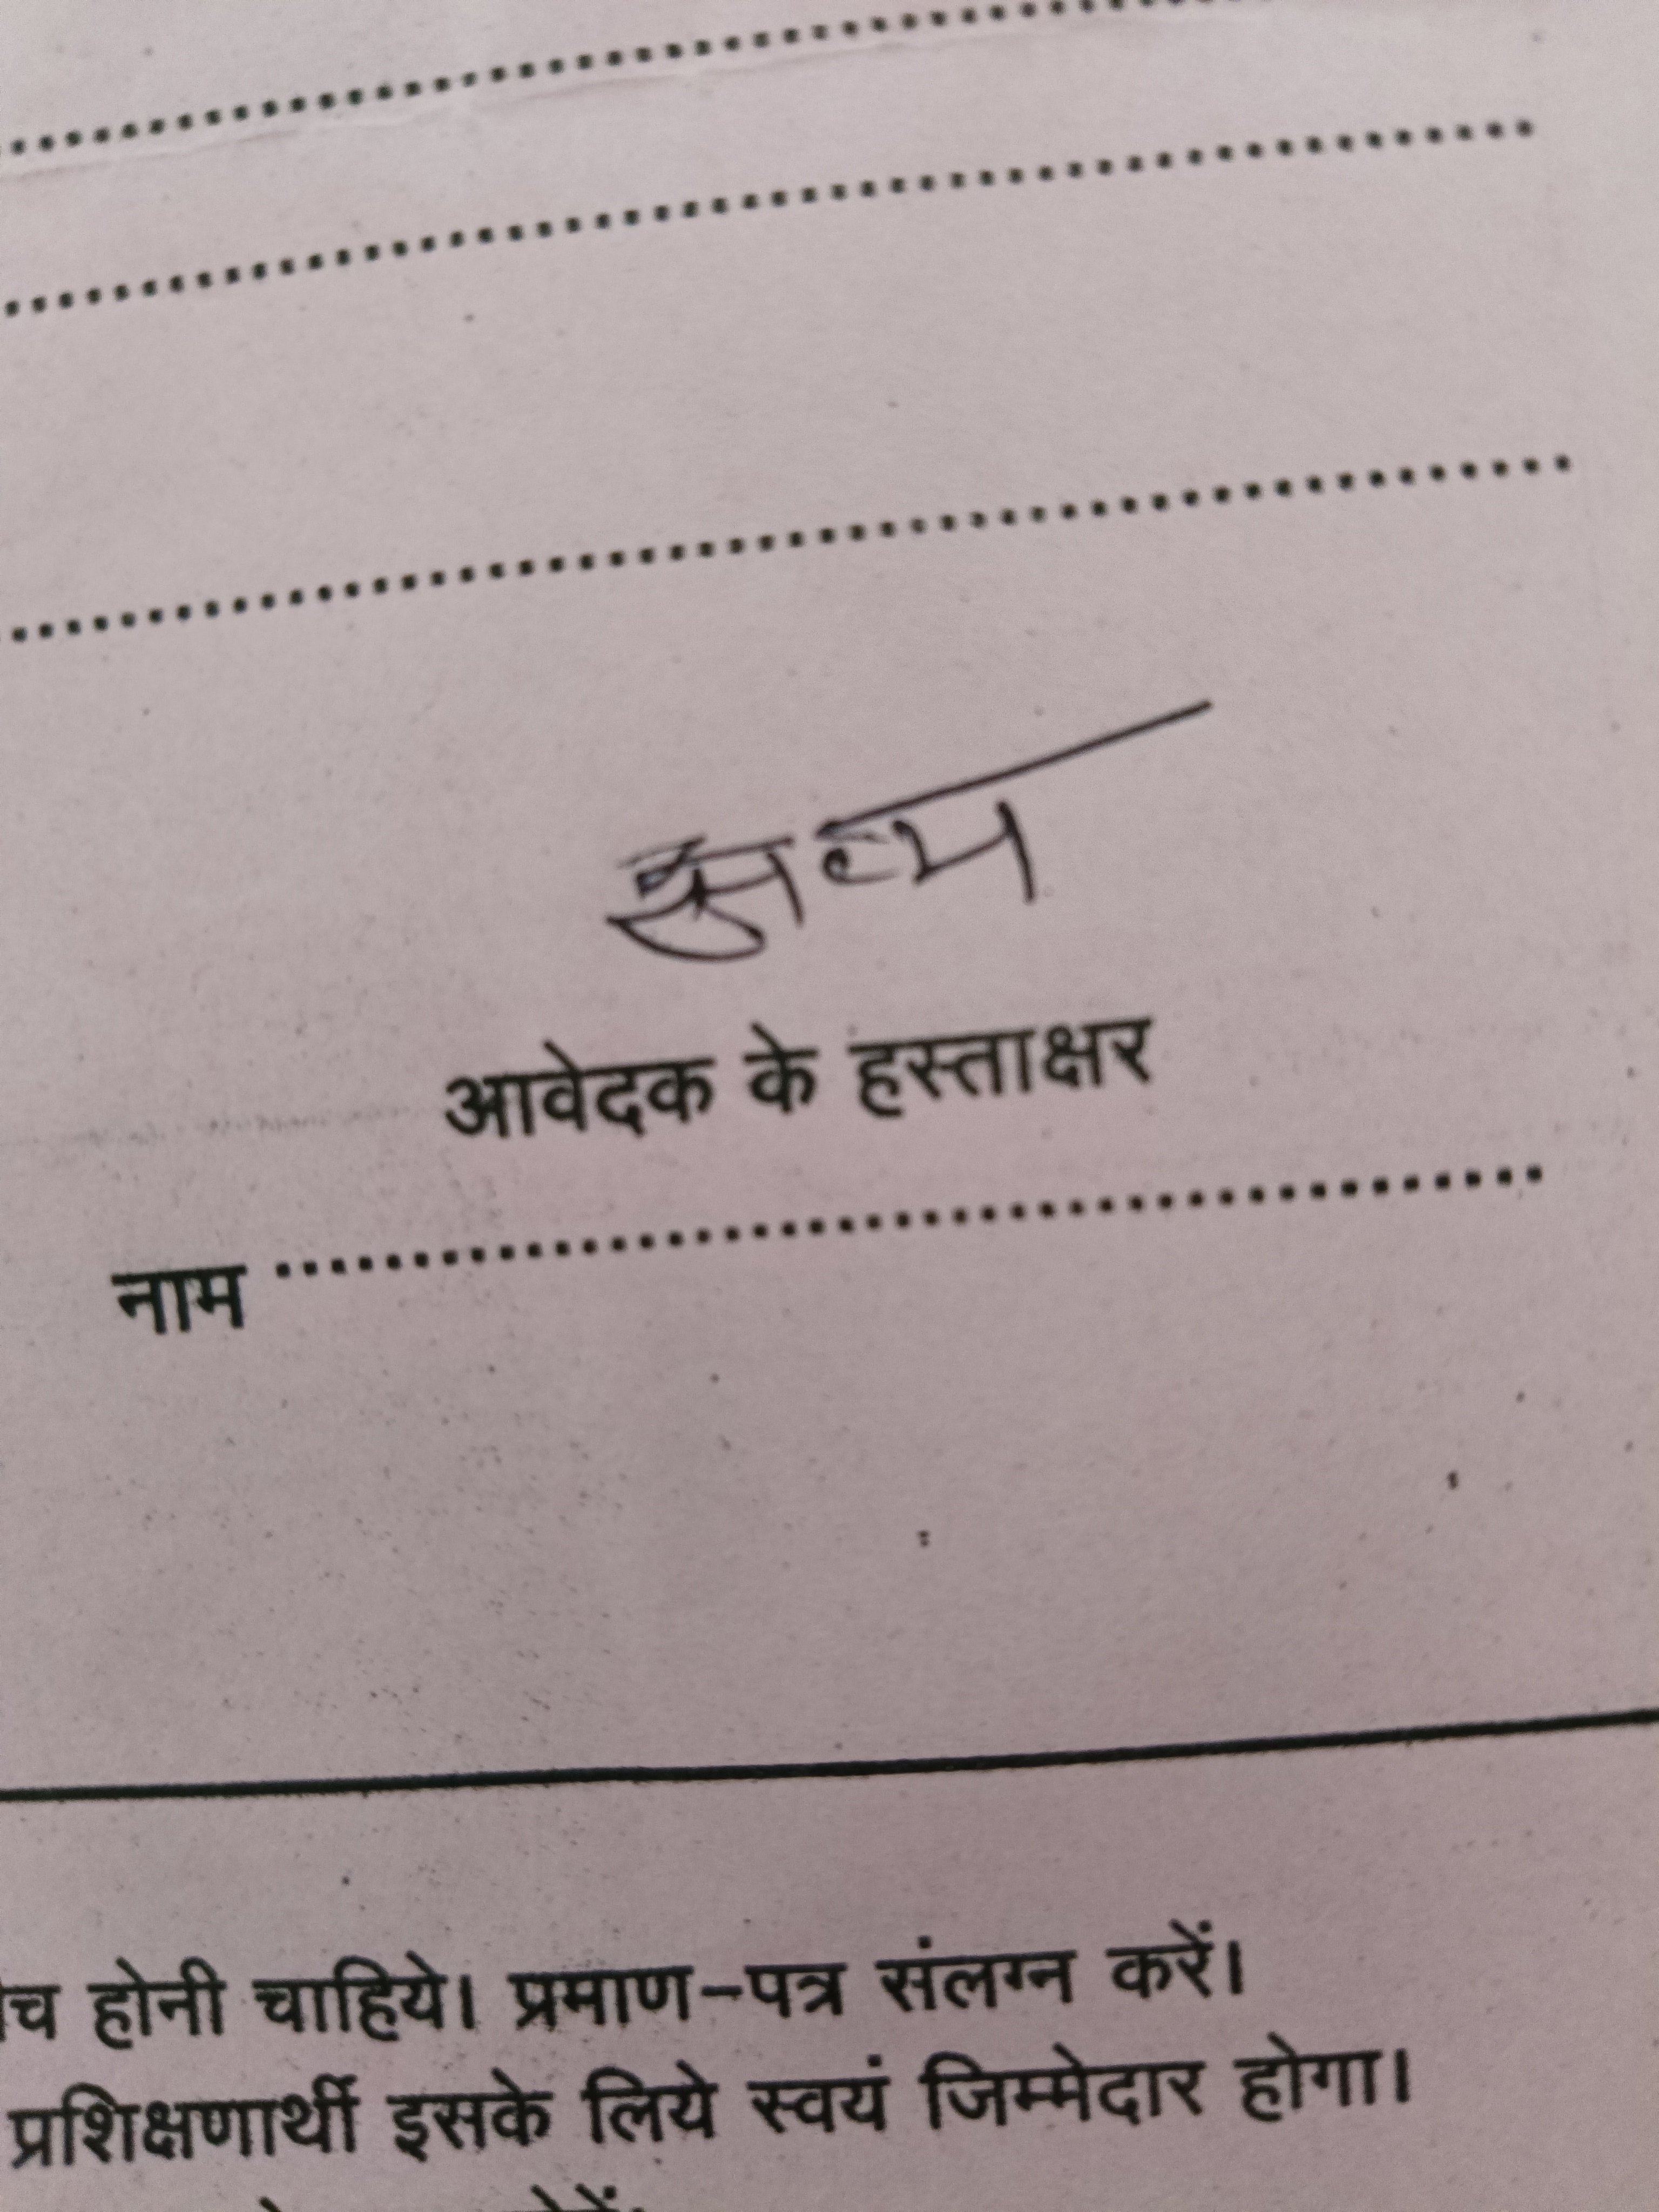 आवेदक के हस्ताक्षर
नाम
च होनी चाहिये। प्रमाण-पत्र संलग्न करें।
प्रशिक्षणार्थी इसके लिये स्वयं जिम्मेदार होगा।